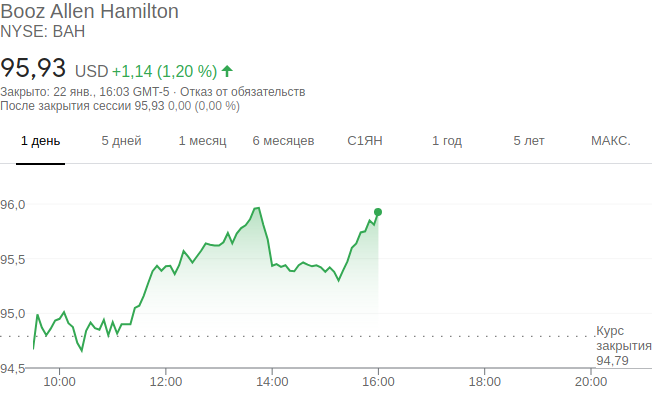 Booz Allen Hamilton
NYSE: BAH
95,93 USD +1,14 (1,20 %)
Закрыто: 22 янв., 16:03 GMT-5 · Отказ от обязательств
После закрытия сессии 95,93 0,00 (0,00 %)
1 день 5 дней 1 месяц 6 месяцев С1ЯН 1 год 5 лет МАКС.
96,0
95,5
95,0
Курс
закрытия
94,79
94,5
10:00 12:00 14:00 16:00 18:00 20:00